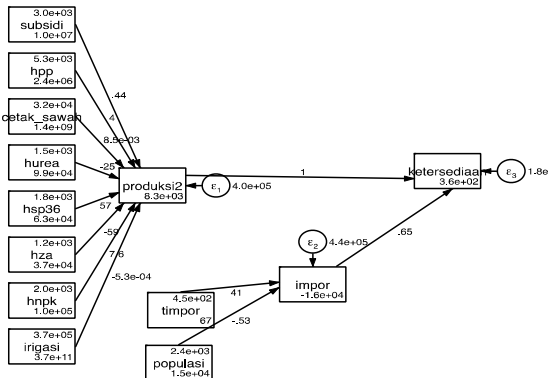 3.0e+03
subsidi
1.0e+07
5.3e+03
hpp
2.4e+06
3.2e+04
cetak_sawah
1.4e+09
1.5e+03
hurea
9.9e+04
1.8e+03
hsp36
6.3e+04
1.2e+03
hza
3.7e+04
2.0e+03
hnpk
1.0e+05
3.7e+05
irigasi
3.7e+11
.44
4
8.5e-03
-25
57
-59
7.6
-5.3e-04
produksi2
8.3e+03
ε1
4.0e+05
1
ketersediaa
3.6e+02
ε3
1.8e
ε2
4.4e+05
.65
impor
-1.6e+04
4.5e+02
timpor
67
41
-.53
2.4e+03
populasi
1.5e+04